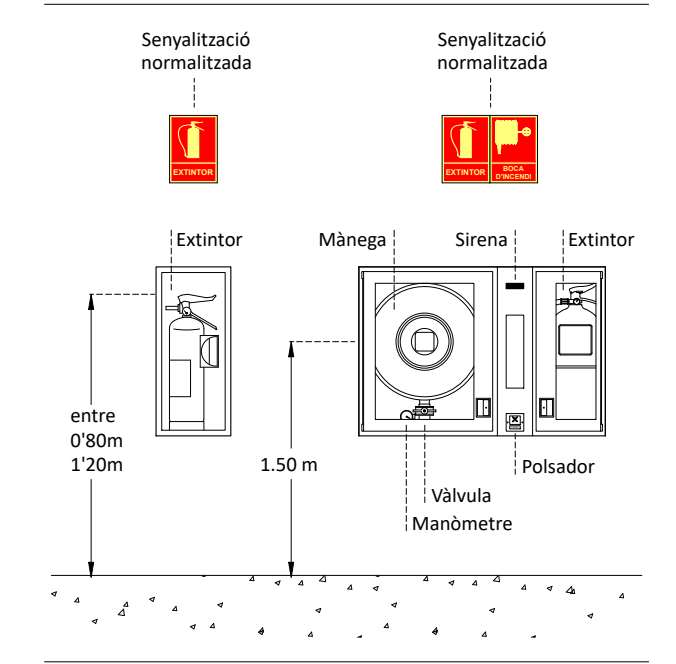 Senyalització
normalitzada
Senyalització
normalitzada
EXTINTOR
EXTINTOR
BOCA
D'INCENDI
Extintor
Mànega
Sirena
Extintor
entre
0'80m
1'20m
1.50 m
Polsador
Vàlvula
Manòmetre